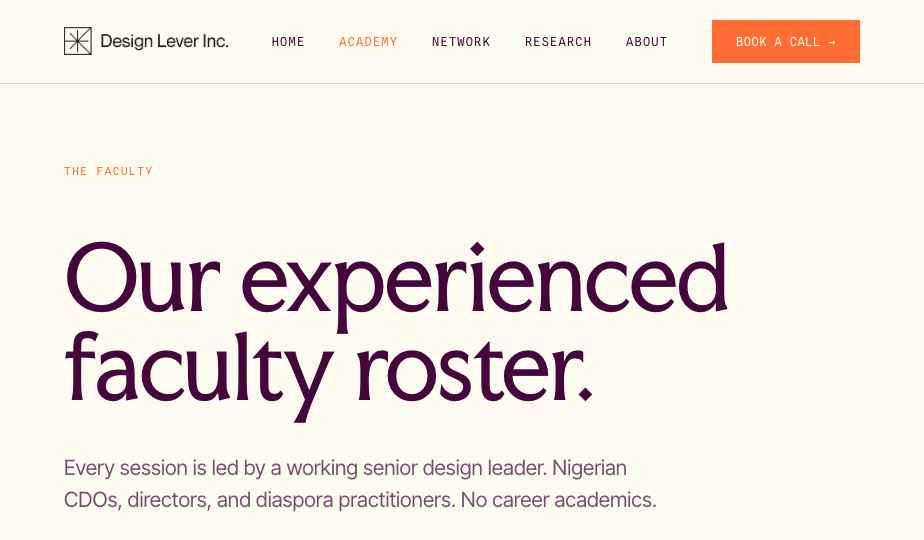 Design Lever Inc.
HOME
ACADEMY
NETWORK
RESEARCH
ABOUT
BOOK A CALL →
THE FACULTY
Our experienced
faculty roster.
Every session is led by a working senior design leader. Nigerian
CDOs, directors, and diaspora practitioners. No career academics.